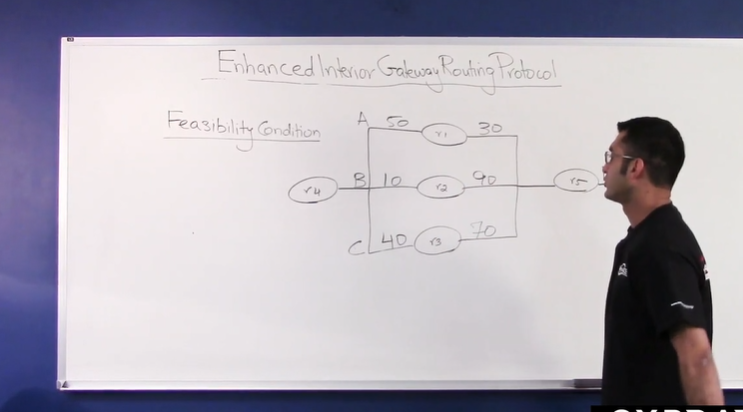 Enhanced Interior Gateway Routing Protocol
Feasibility Condition
A 50 r1 30
r4 B 10 r2 90 r5
C 40 r3 70